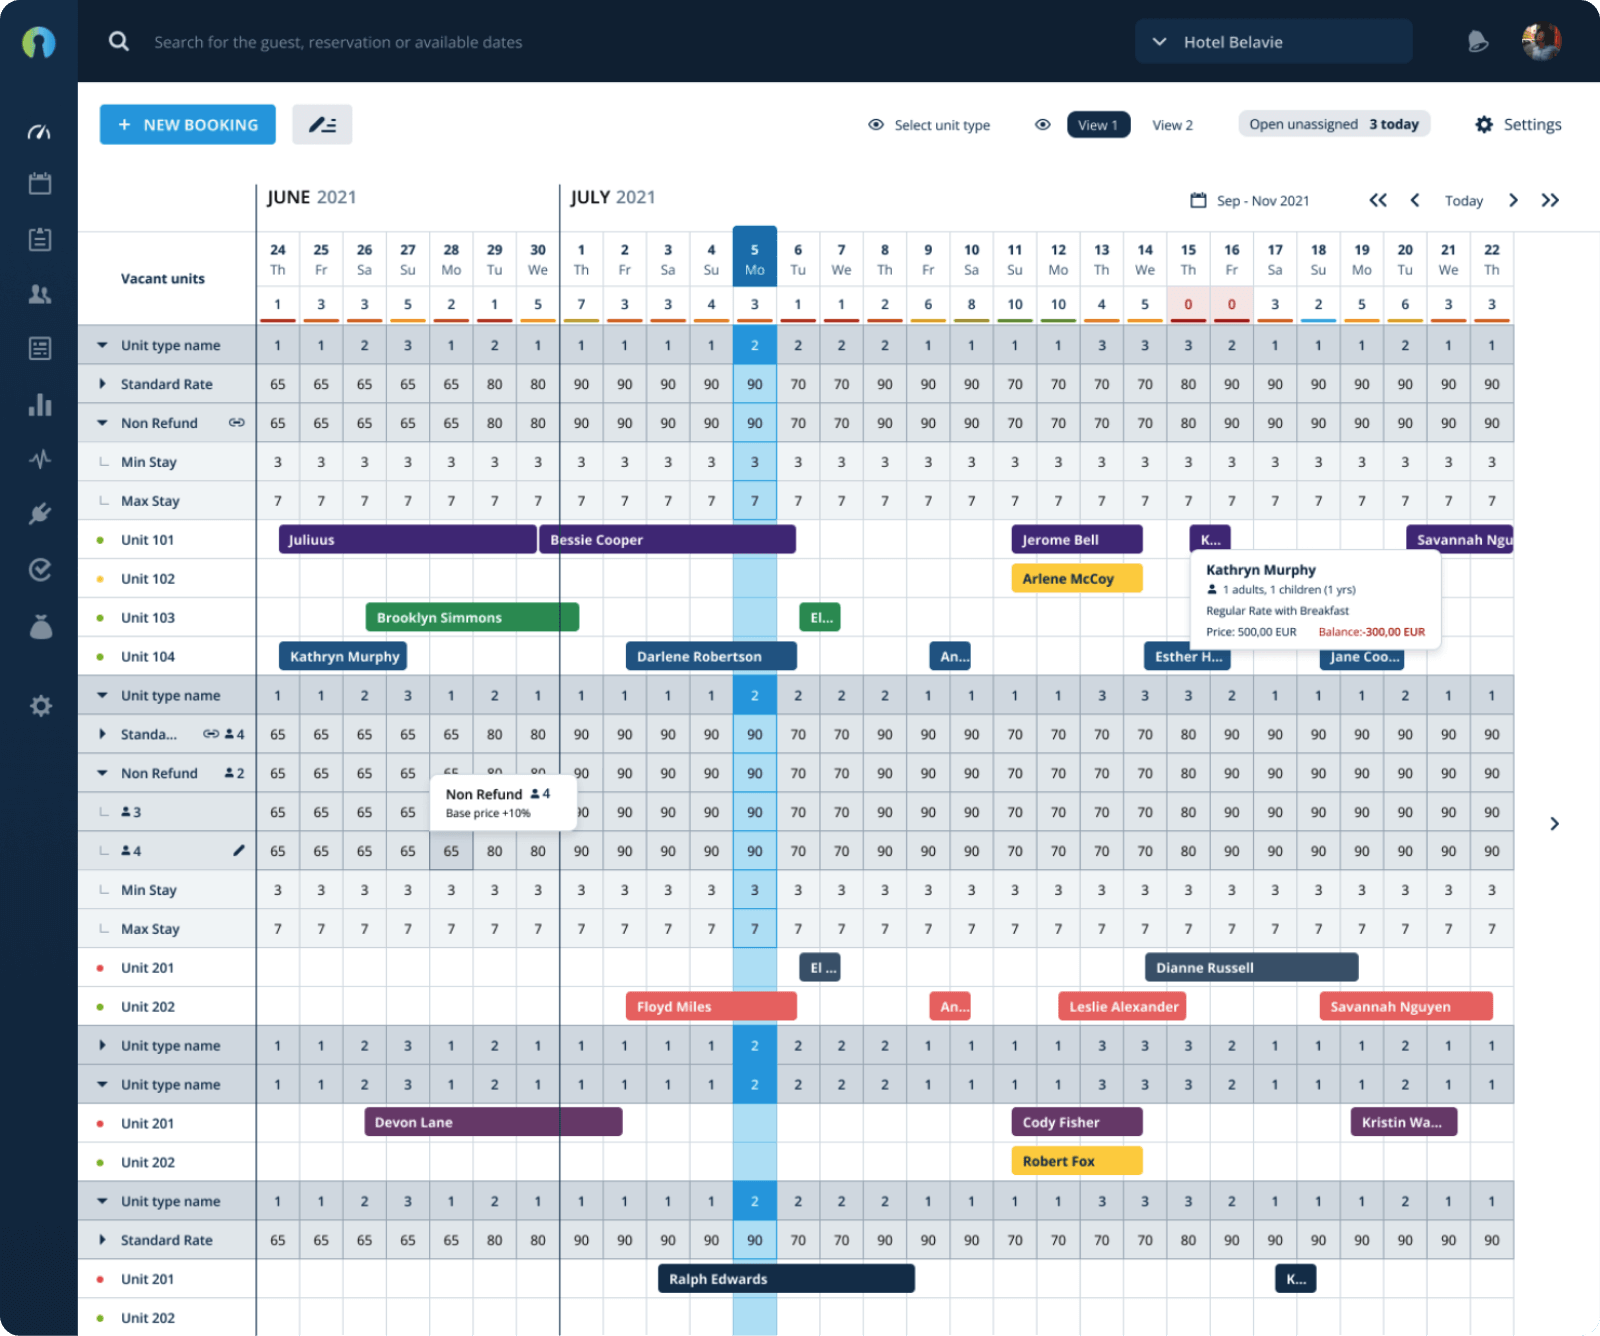 Search for the guest, reservation or available dates Hotel Belavie
+ NEW BOOKING Select unit type View 1 View 2 Open unassigned 3 today Settings
JUNE 2021 JULY 2021 Sep - Nov 2021 Today
24 25 26 27 28 29 30 1 2 3 4 5 6 7 8 9 10 11 12 13 14 15 16 17 18 19 20 21 22
Th Fr Sa Su Mo Tu We Th Fr Sa Su Mo Tu We Th Fr Sa Su Mo Th We Th Fr Sa Su Mo Tu We Th
Vacant units
1 3 3 5 2 1 5 7 3 3 4 3 1 1 2 6 8 10 10 4 5 0 0 3 2 5 6 3 3
Unit type name 1 1 2 3 1 2 1 1 1 1 1 2 2 2 2 1 1 1 1 3 3 3 2 1 1 1 2 1 1
Standard Rate 65 65 65 65 65 80 80 90 90 90 90 90 70 70 90 90 90 70 70 70 70 80 90 90 90 90 90 90 90
Non Refund 65 65 65 65 65 80 80 90 90 90 90 90 70 70 90 90 90 70 70 70 70 80 90 90 90 90 90 90 90
Min Stay 3 3 3 3 3 3 3 3 3 3 3 3 3 3 3 3 3 3 3 3 3 3 3 3 3 3 3 3 3
Max Stay 7 7 7 7 7 7 7 7 7 7 7 7 7 7 7 7 7 7 7 7 7 7 7 7 7 7 7 7 7
Unit 101 Juliuus Bessie Cooper Jerome Bell K... Savannah Ngu
Unit 102 Arlene McCoy
Kathryn Murphy
1 adults, 1 children (1 yrs)
Regular Rate with Breakfast
Price: 500,00 EUR Balance:-300,00 EUR
Unit 103 Brooklyn Simmons El...
Unit 104 Kathryn Murphy Darlene Robertson An... Esther H... Jane Coo...
Unit type name 1 1 2 3 1 2 1 1 1 1 1 2 2 2 2 1 1 1 1 3 3 3 2 1 1 1 2 1 1
Standa... 4 65 65 65 65 65 80 80 90 90 90 90 90 70 70 90 90 90 70 70 70 70 80 90 90 90 90 90 90 90
Non Refund 2 65 65 65 65 65 80 80 90 90 90 90 90 70 70 90 90 90 70 70 70 70 80 90 90 90 90 90 90 90
Non Refund 4
Base price +10%
3 65 65 65 65 90 90 90 90 90 70 70 90 90 90 70 70 70 70 80 90 90 90 90 90 90 90
4 65 65 65 65 65 80 80 90 90 90 90 90 70 70 90 90 90 70 70 70 70 80 90 90 90 90 90 90 90
Min Stay 3 3 3 3 3 3 3 3 3 3 3 3 3 3 3 3 3 3 3 3 3 3 3 3 3 3 3 3 3
Max Stay 7 7 7 7 7 7 7 7 7 7 7 7 7 7 7 7 7 7 7 7 7 7 7 7 7 7 7 7 7
Unit 201 El ... Dianne Russell
Unit 202 Floyd Miles An... Leslie Alexander Savannah Nguyen
Unit type name 1 1 2 3 1 2 1 1 1 1 1 2 2 2 2 1 1 1 1 3 3 3 2 1 1 1 2 1 1
Unit type name 1 1 2 3 1 2 1 1 1 1 1 2 2 2 2 1 1 1 1 3 3 3 2 1 1 1 2 1 1
Unit 201 Devon Lane Cody Fisher Kristin Wa...
Unit 202 Robert Fox
Unit type name 1 1 2 3 1 2 1 1 1 1 1 2 2 2 2 1 1 1 1 3 3 3 2 1 1 1 2 1 1
Standard Rate 65 65 65 65 65 80 80 90 90 90 90 90 70 70 90 90 90 70 70 70 70 80 90 90 90 90 90 90 90
Unit 201 Ralph Edwards K...
Unit 202